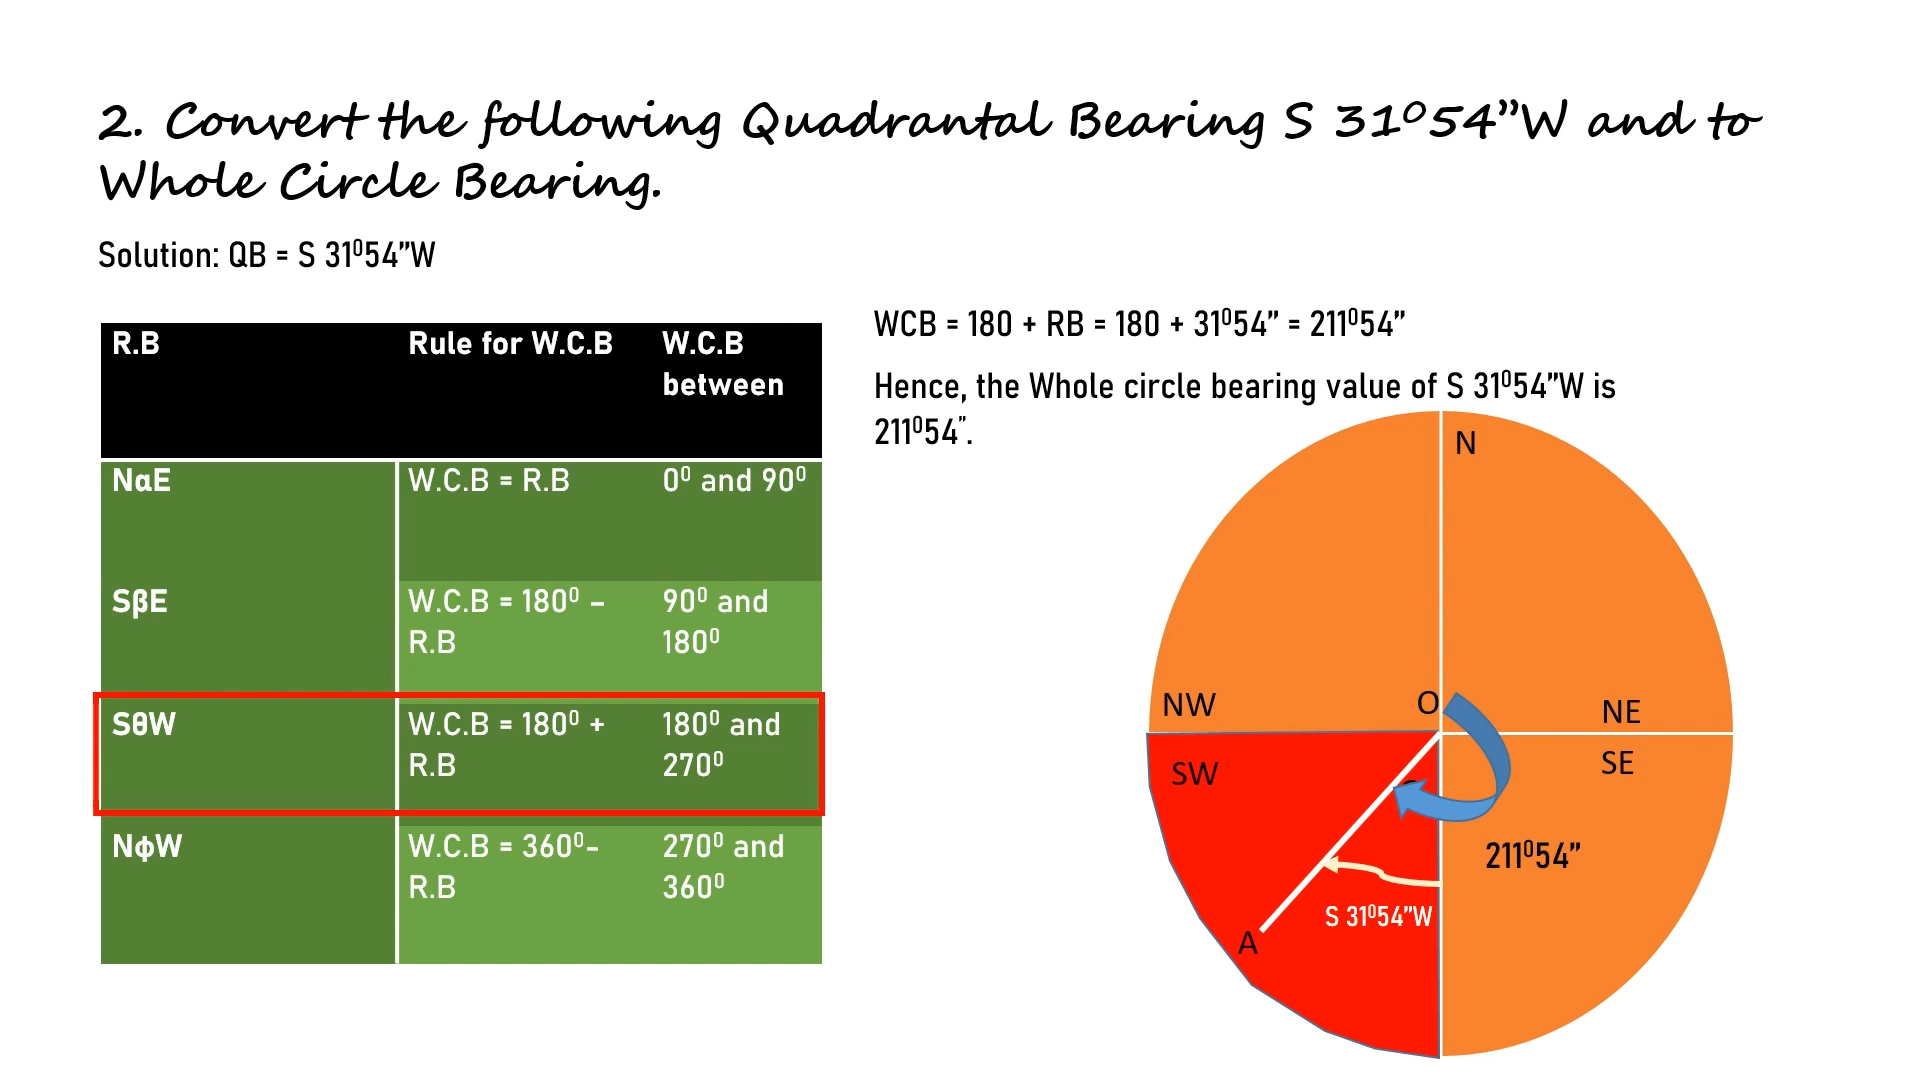 2. Convert the following Quadrantal Bearing S 31⁰54”W and to
Whole Circle Bearing.
Solution: QB = S 31⁰54”W
R.B
Rule for W.C.B
W.C.B
between
NαE
W.C.B = R.B
0⁰ and 90⁰
SβE
W.C.B = 180⁰ –
R.B
90⁰ and
180⁰
SθW
W.C.B = 180⁰ +
R.B
180⁰ and
270⁰
NϕW
W.C.B = 360⁰-
R.B
270⁰ and
360⁰
WCB = 180 + RB = 180 + 31⁰54” = 211⁰54”
Hence, the Whole circle bearing value of S 31⁰54”W is
211⁰54”.
N
NW
O
NE
SW
SE
211⁰54”
S 31⁰54”W
A